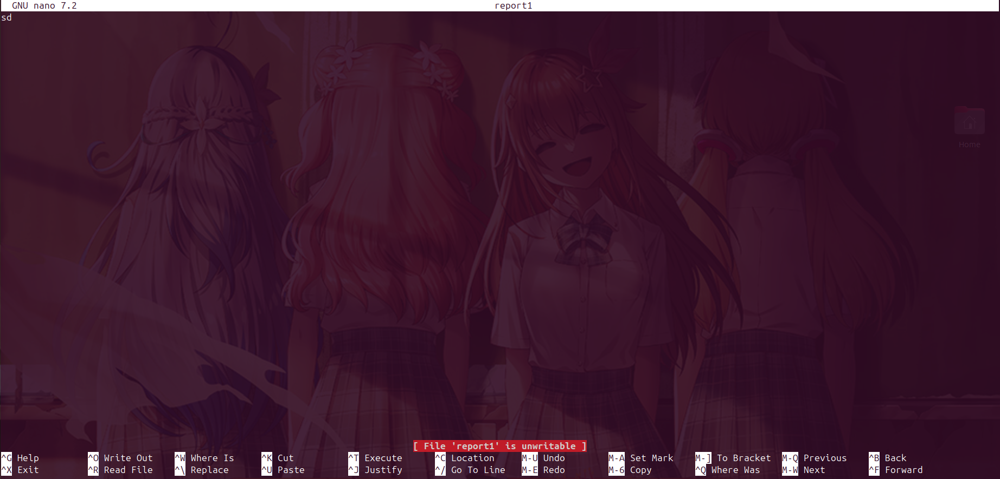 GNU nano 7.2 report1
sd
Home
[ File 'report1' is unwritable ]
^G Help ^O Write Out ^W Where Is ^K Cut ^T Execute ^C Location M-U Undo M-A Set Mark M-] To Bracket M-Q Previous ^B Back
^X Exit ^R Read File ^\ Replace ^U Paste ^J Justify ^/ Go To Line M-E Redo M-6 Copy ^Q Where Was M-W Next ^F Forward